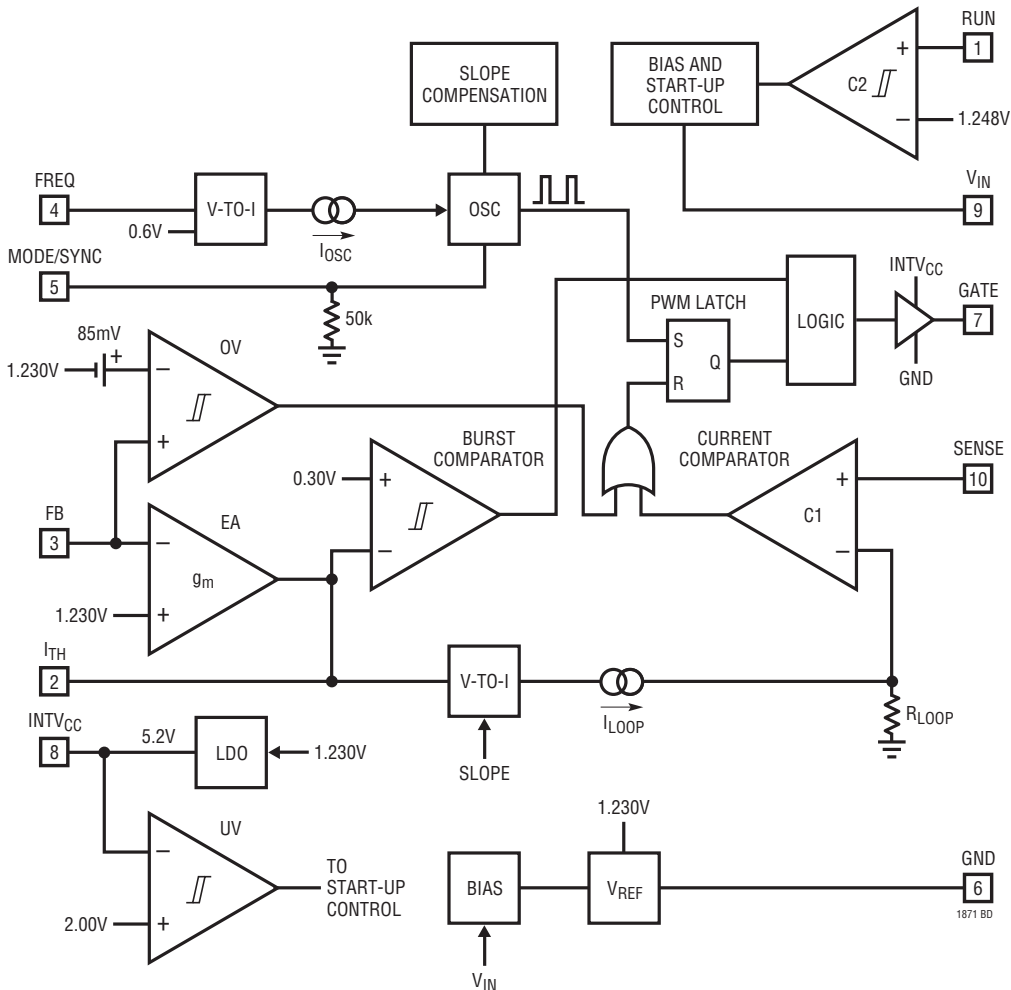 RUN
1
SLOPE
COMPENSATION
BIAS AND
START-UP
CONTROL
C2
+
–
1.248V
FREQ
4
V-TO-I
0.6V
IOSC
OSC
VIN
9
MODE/SYNC
5
50k
PWM LATCH
S
Q
R
LOGIC
INTVCC
GATE
7
GND
85mV
+
1.230V
–
+
OV
BURST
COMPARATOR
0.30V
+
–
CURRENT
COMPARATOR
C1
+
–
SENSE
10
FB
3
EA
–
gm
+
1.230V
ITH
2
V-TO-I
SLOPE
ILOOP
RLOOP
INTVCC
8
5.2V
LDO
1.230V
UV
–
+
2.00V
TO
START-UP
CONTROL
1.230V
BIAS
VIN
VREF
GND
6
1871 BD